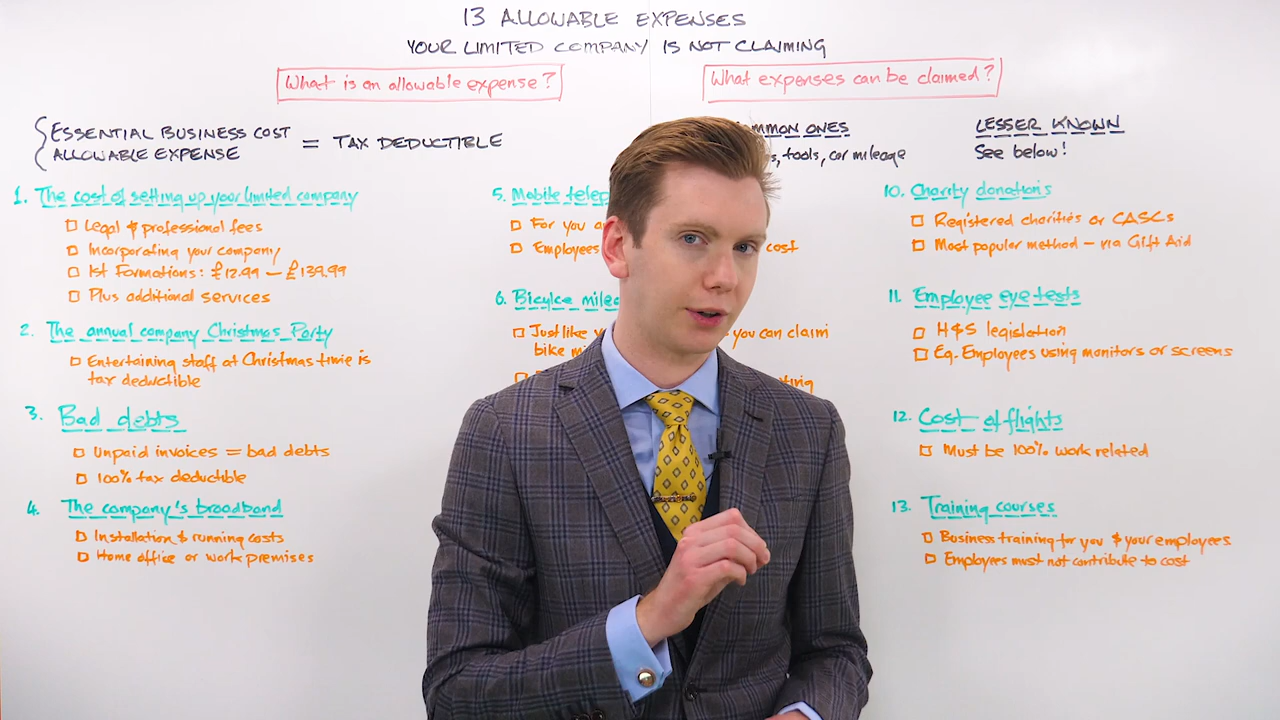 13 ALLOWABLE EXPENSES
YOUR LIMITED COMPANY IS NOT CLAIMING
What is an allowable expense?
What expenses can be claimed?
ESSENTIAL BUSINESS COST
ALLOWABLE EXPENSE
= TAX DEDUCTIBLE
ONES
tools, car mileage
LESSER KNOWN
See below!
1. The cost of setting up your limited company
Legal & professional fees
Incorporating your company
1st Formations: £12.99 – £139.99
Plus additional services
2. The annual company Christmas Party
Entertaining staff at Christmas time is
tax deductible
3. Bad debts
Unpaid invoices = bad debts
100% tax deductible
4. The company's broadband
Installation & running costs
Home office or work premises
5. Mobile
For you
Employees
cost
6. Bicylce
Just like
you can claim
bike
10. Charity donations
Registered charities or CASCs
Most popular method – via Gift Aid
11. Employee eye tests
H&S legislation
Eg. Employees using monitors or screens
12. Cost of flights
Must be 100% work related
13. Training courses
Business training for you & your employees
Employees must not contribute to cost